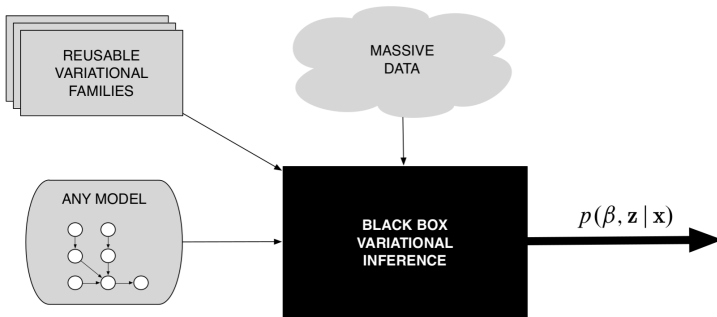 REUSABLE
VARIATIONAL
FAMILIES
MASSIVE
DATA
ANY MODEL
BLACK BOX
VARIATIONAL
INFERENCE
p(β, z | x)